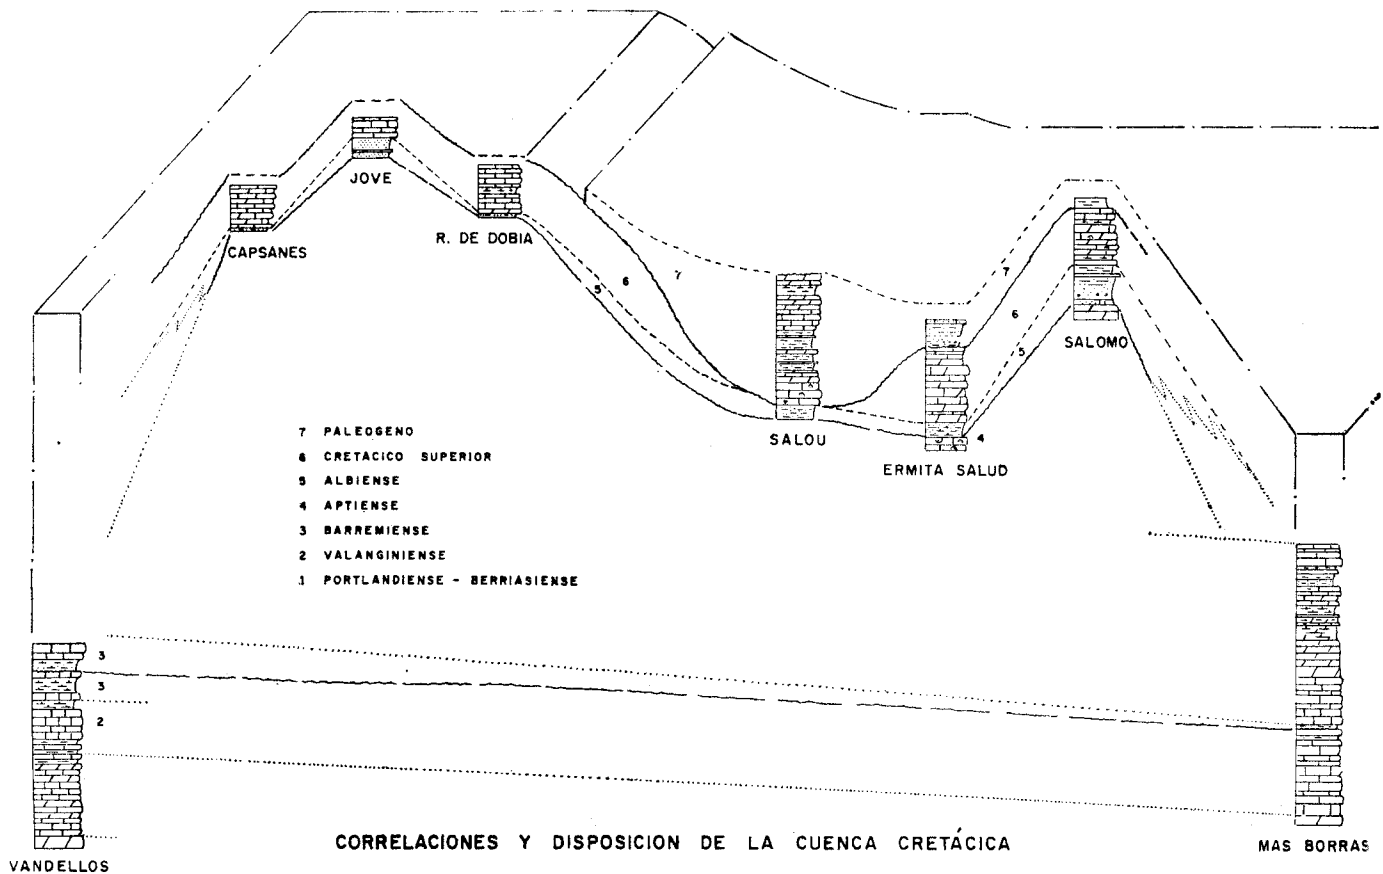 JOVE
CAPSANES
R. DE DOBIA
5
6
7
7
6
5
4
SALOMO
SALOU
ERMITA SALUD
7 PALEOGENO
6 CRETACICO SUPERIOR
5 ALBIENSE
4 APTIENSE
3 BARREMIENSE
2 VALANGINIENSE
1 PORTLANDIENSE - BERRIASIENSE
3
3
2
CORRELACIONES Y DISPOSICION DE LA CUENCA CRETÁCICA
VANDELLOS
MAS BORRAS